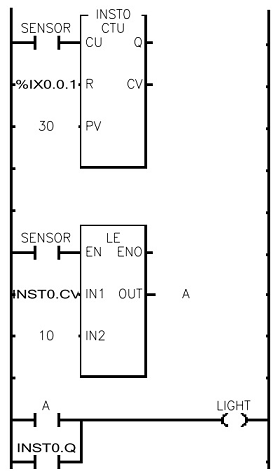 INST0
SENSOR CTU
CU Q
%IX0.0.1 R CV
30 PV
SENSOR LE
EN ENO
INST0.CV IN1 OUT A
10 IN2
A LIGHT
INST0.Q